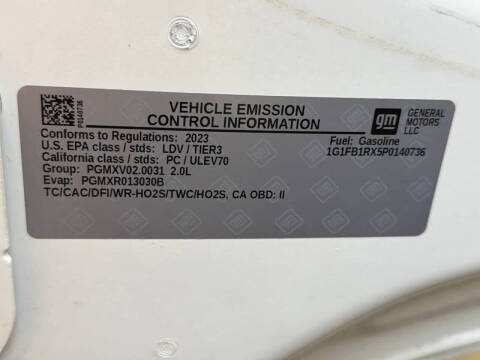 P0140736
VEHICLE EMISSION
CONTROL INFORMATION
gm
GENERAL
MOTORS
LLC
Conforms to Regulations: 2023
Fuel: Gasoline
U.S. EPA class / stds: LDV / TIER3
1G1FB1RX5P0140736
California class / stds: PC / ULEV70
Group: PGMXV02.0031 2.0L
Evap: PGMXR013030B
TC/CAC/DFI/WR-HO2S/TWC/HO2S, CA OBD: II